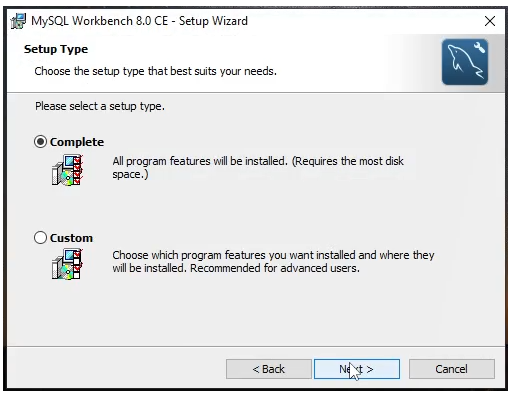 MySQL Workbench 8.0 CE - Setup Wizard
Setup Type
Choose the setup type that best suits your needs.
Please select a setup type.
Complete
All program features will be installed. (Requires the most disk
space.)
Custom
Choose which program features you want installed and where they
will be installed. Recommended for advanced users.
< Back
Next >
Cancel